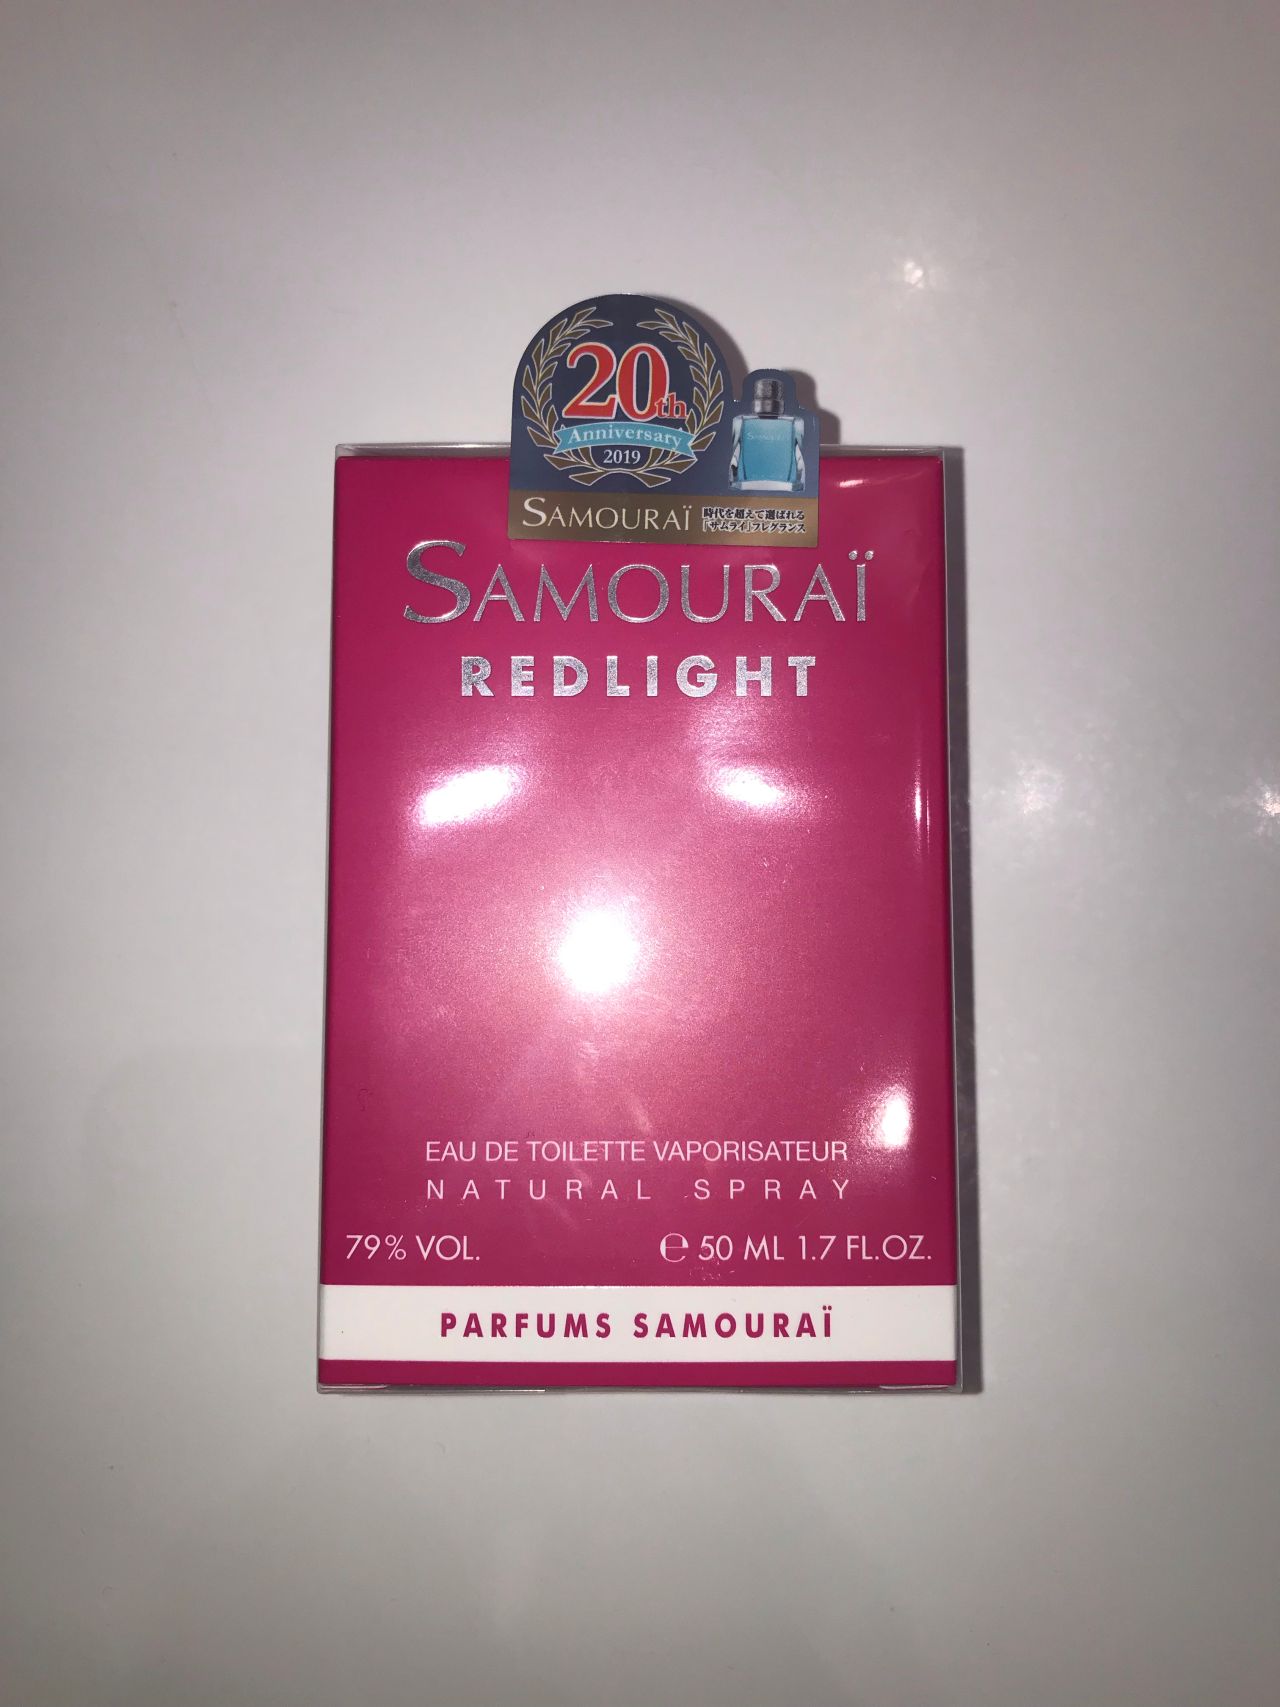 20th
Anniversary
2019
SAMOURAÏ
時代を超えて選ばれる
「サムライ」フレグランス
SAMOURAÏ
REDLIGHT
EAU DE TOILETTE VAPORISATEUR
NATURAL SPRAY
79% VOL.
℮ 50 ML 1.7 FL.OZ.
PARFUMS SAMOURAÏ